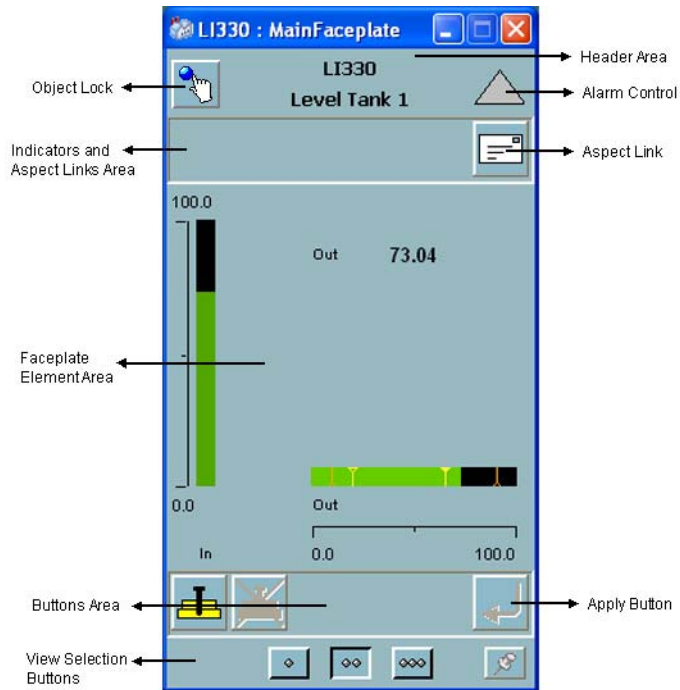 LI330 : MainFaceplate
Header Area
Object Lock
LI330
Level Tank 1
Alarm Control
Indicators and
Aspect Links Area
Aspect Link
100.0
Out 73.04
Faceplate
Element Area
0.0
Out
In
0.0 100.0
Buttons Area
Apply Button
View Selection
Buttons